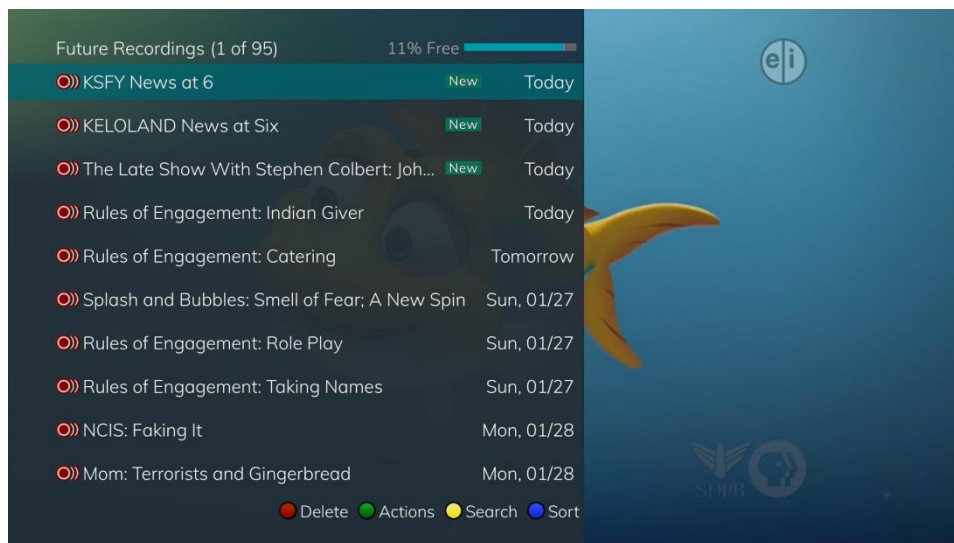 Future Recordings (1 of 95) 11% Free
KSFY News at 6 New Today
KELOLAND News at Six New Today
The Late Show With Stephen Colbert: Joh... New Today
Rules of Engagement: Indian Giver Today
Rules of Engagement: Catering Tomorrow
Splash and Bubbles: Smell of Fear; A New Spin Sun, 01/27
Rules of Engagement: Role Play Sun, 01/27
Rules of Engagement: Taking Names Sun, 01/27
NCIS: Faking It Mon, 01/28
Mom: Terrorists and Gingerbread Mon, 01/28
Delete Actions Search Sort
e|i
SDPB